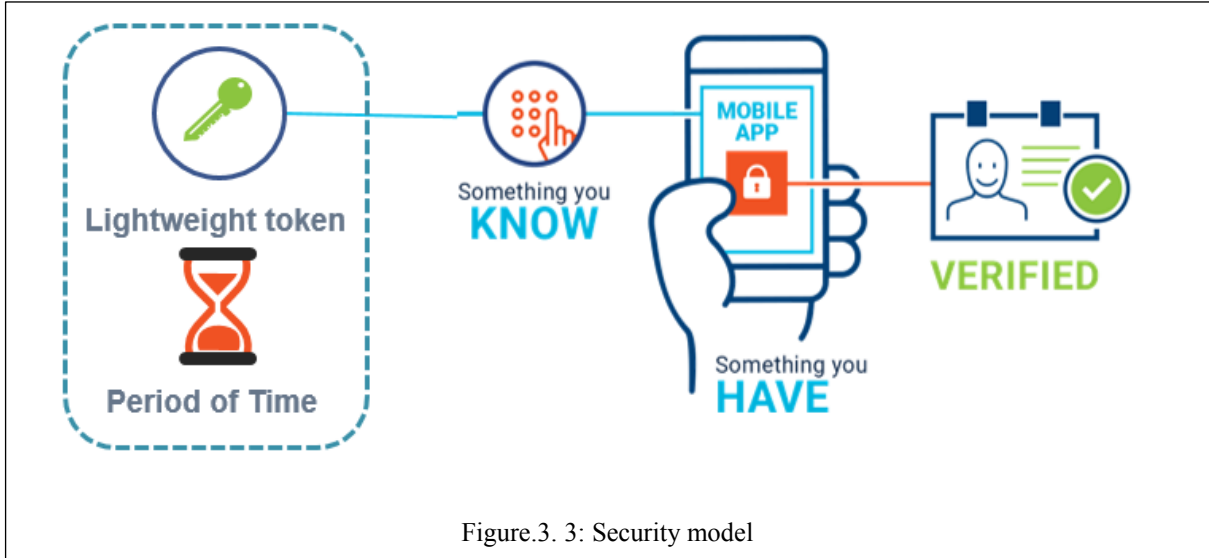 Lightweight token
Period of Time
Something you
KNOW
MOBILE
APP
Something you
HAVE
VERIFIED
Figure.3. 3: Security model